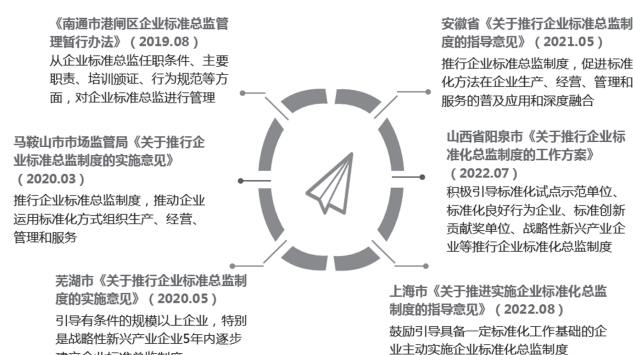 《南通市港闸区企业标准总监管
理暂行办法》（2019.08）
从企业标准总监任职条件、主要
职责、培训颁证、行为规范等方
面，对企业标准总监进行管理
马鞍山市市场监管局《关于推行企
业标准总监制度的实施意见》
（2020.03）
推行企业标准总监制度，推动企业
运用标准化方式组织生产、经营、
管理和服务
芜湖市《关于推行企业标准总监制
度的实施意见》（2020.05）
引导有条件的规模以上企业，特别
是战略性新兴产业企业5年内逐步
建立企业标准总监制度
安徽省《关于推行企业标准总监制
度的指导意见》（2021.05）
推行企业标准总监制度，促进标准
化方法在企业生产、经营、管理和
服务的普及应用和深度融合
山西省阳泉市《关于推行企业标
准化总监制度的工作方案》
（2022.07）
积极引导标准化试点示范单位、
标准化良好行为企业、标准创新
贡献奖单位、战略性新兴产业企
业等推行企业标准化总监制度
上海市《关于推进实施企业标准化总监
制度的指导意见》（2022.08）
鼓励引导具备一定标准化工作基础的企
业主动实施企业标准化总监制度